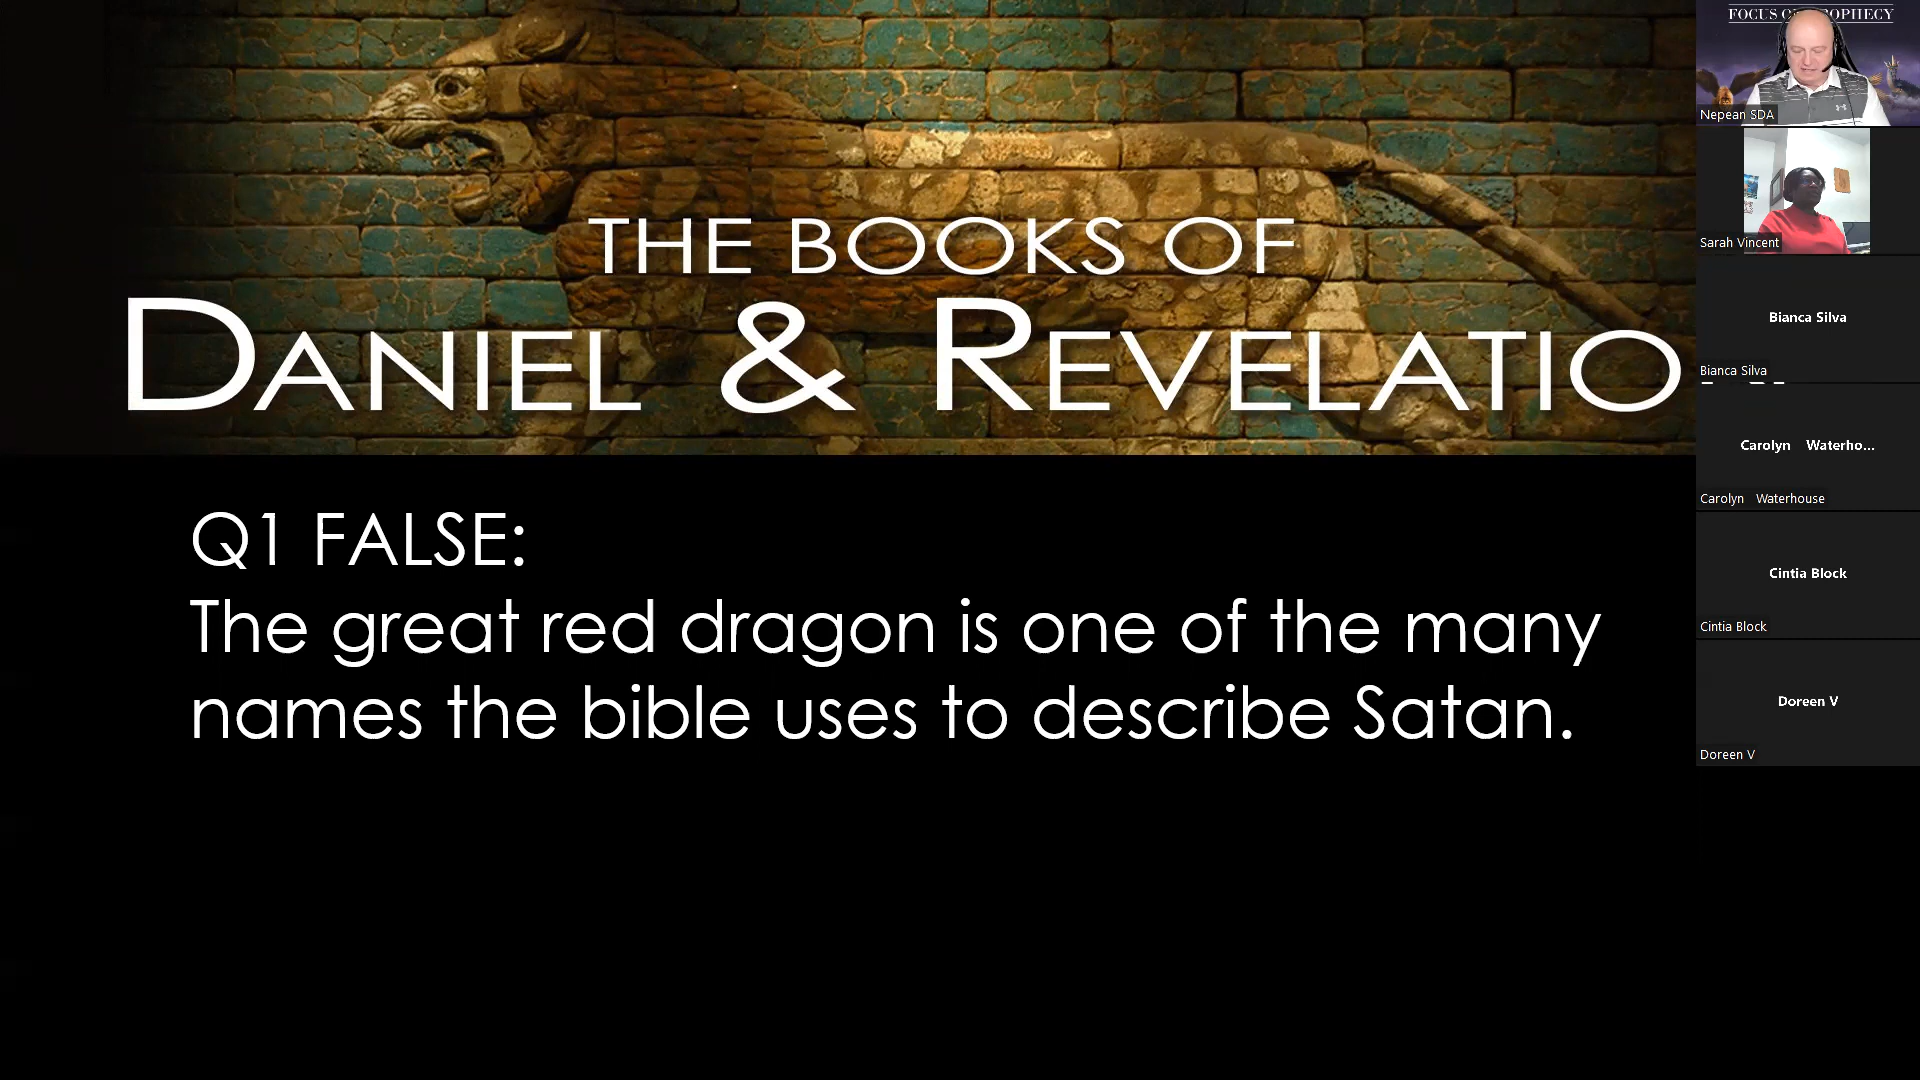 THE BOOKS OF
DANIEL & REVELATIO
Q1 FALSE:
The great red dragon is one of the many
names the bible uses to describe Satan.
FOCUS O PHECY
Nepean SDA
Sarah Vincent
Bianca Silva
Bianca Silva
Carolyn Waterho...
Carolyn Waterhouse
Cintia Block
Cintia Block
Doreen V
Doreen V